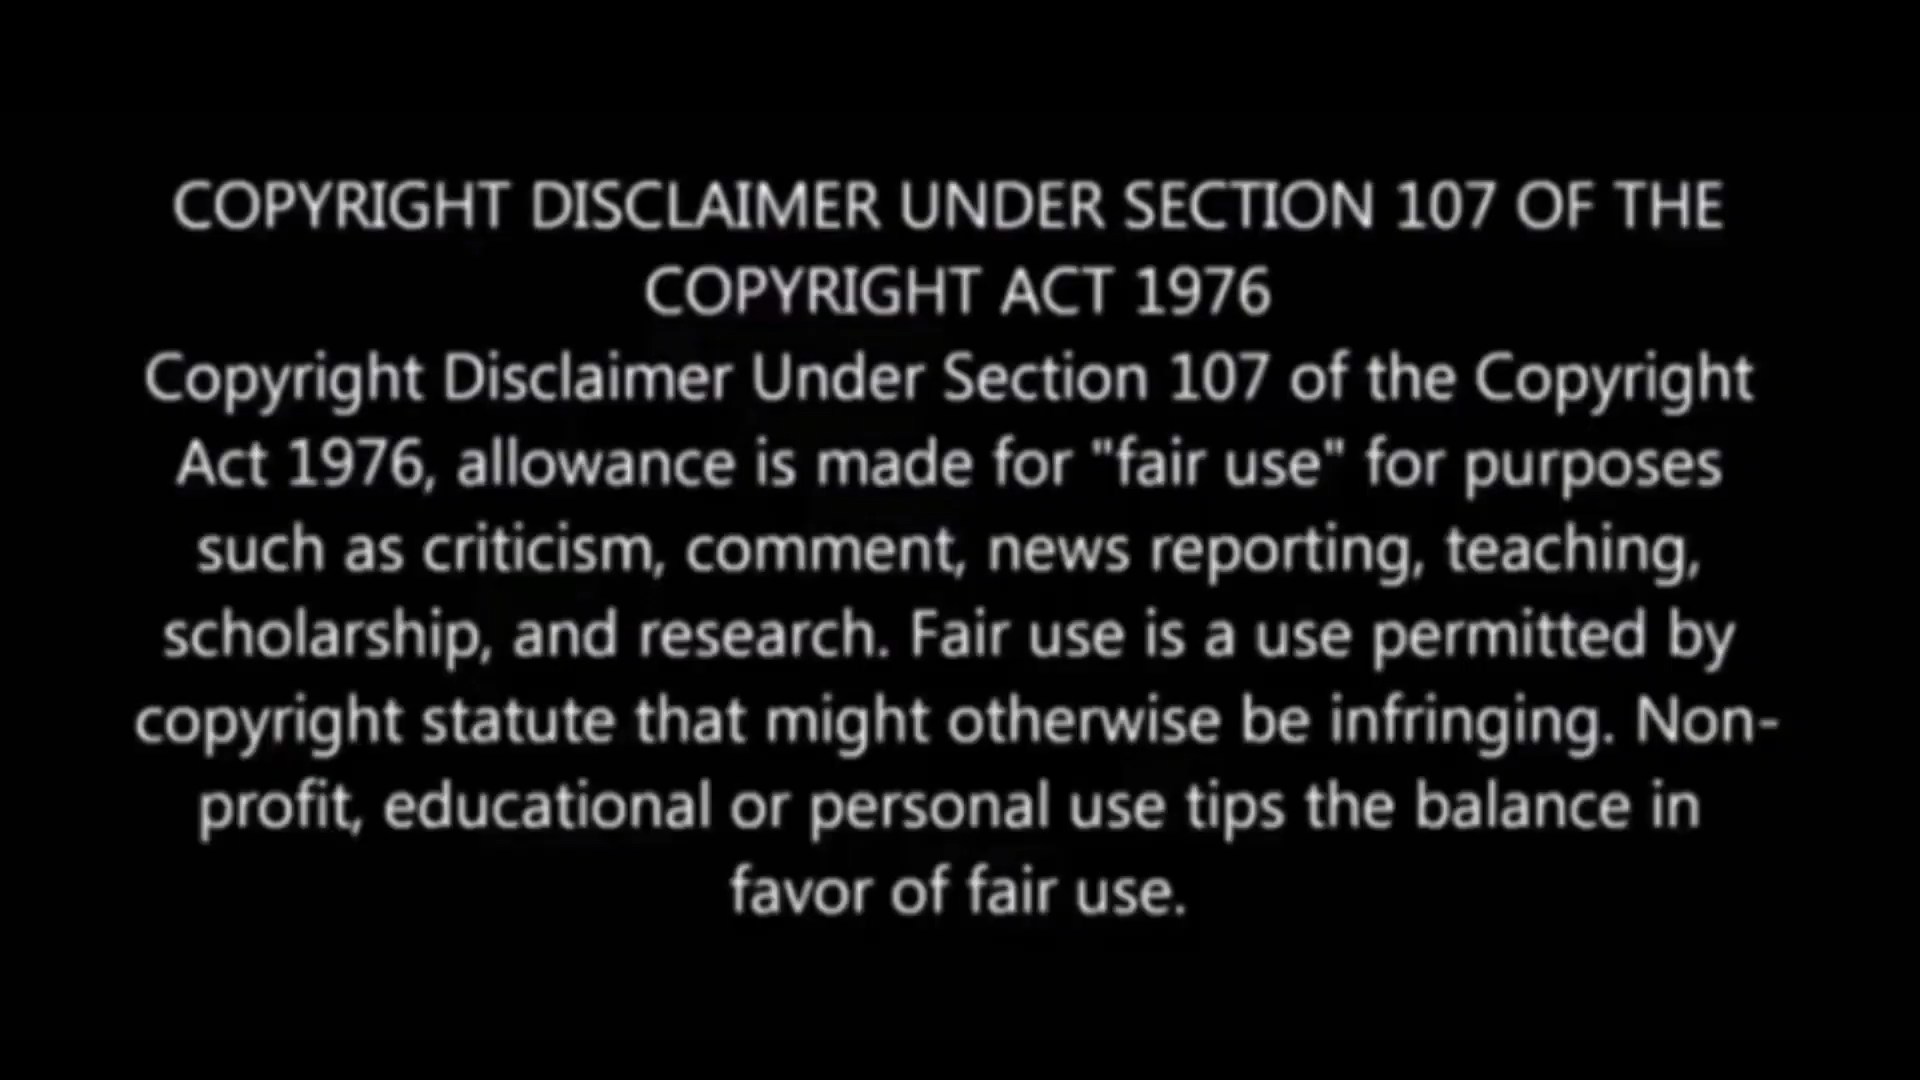 COPYRIGHT DISCLAIMER UNDER SECTION 107 OF THE
COPYRIGHT ACT 1976
Copyright Disclaimer Under Section 107 of the Copyright
Act 1976, allowance is made for "fair use" for purposes
such as criticism, comment, news reporting, teaching,
scholarship, and research. Fair use is a use permitted by
copyright statute that might otherwise be infringing. Non-
profit, educational or personal use tips the balance in
favor of fair use.